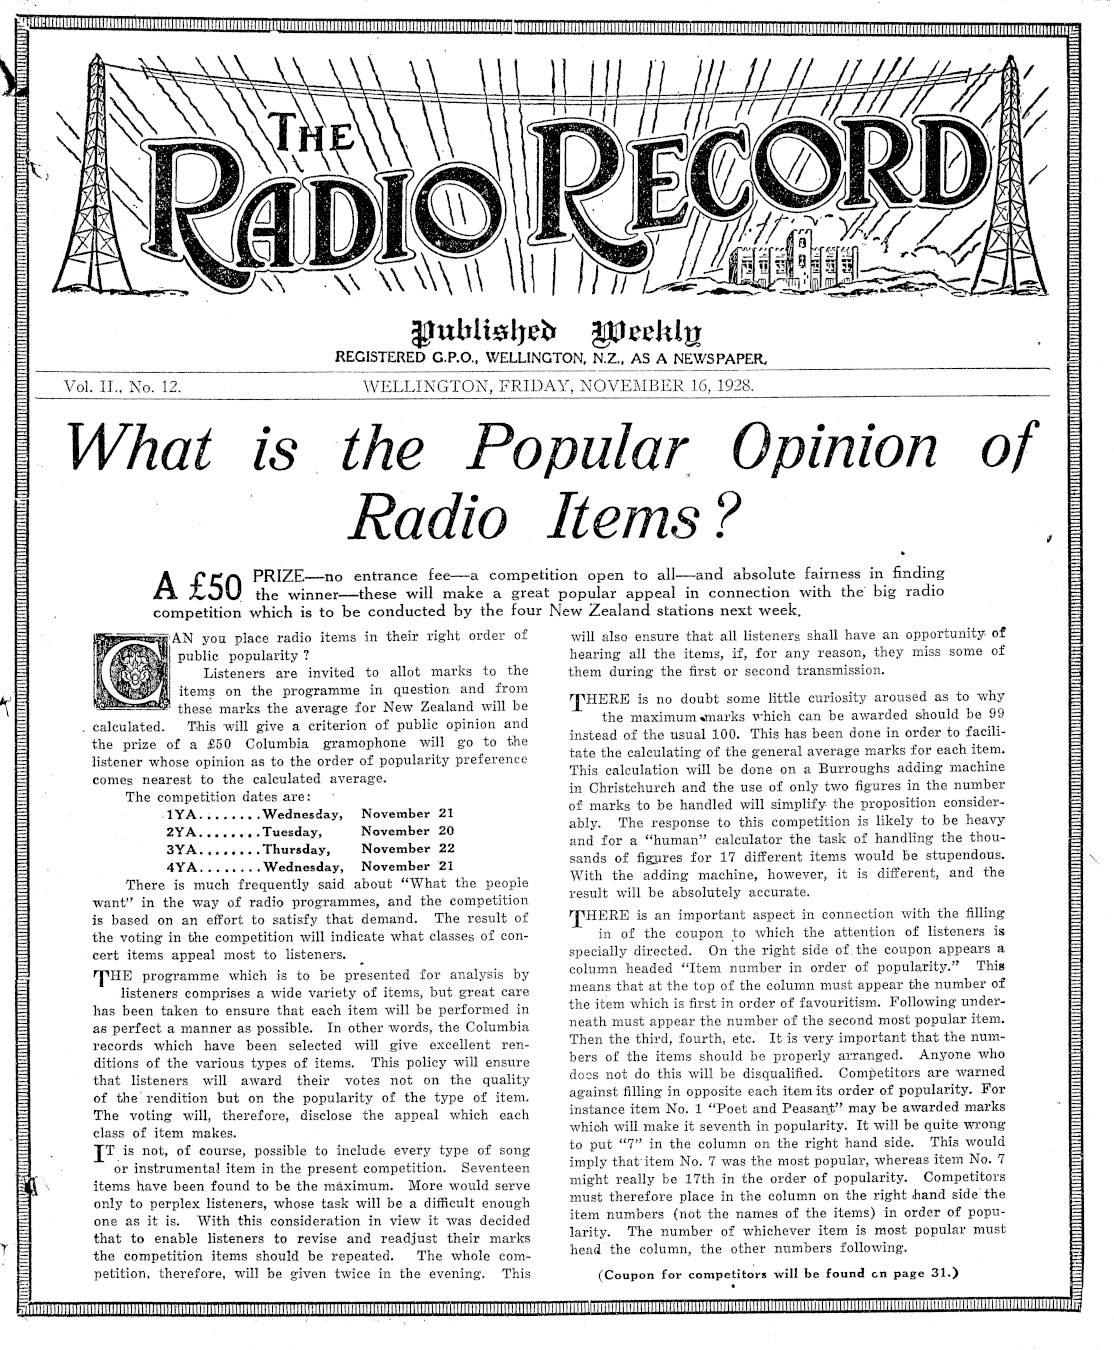 THE
RADIO RECORD
Published Weekly
REGISTERED G.P.O., WELLINGTON, N.Z., AS A NEWSPAPER.
Vol. II., No. 12. WELLINGTON, FRIDAY, NOVEMBER 16, 1928.
What is the Popular Opinion of
Radio Items?
A £50 PRIZE—no entrance fee—a competition open to all—and absolute fairness in finding
the winner—these will make a great popular appeal in connection with the big radio
competition which is to be conducted by the four New Zealand stations next week.
CAN you place radio items in their right order of
public popularity?
Listeners are invited to allot marks to the
items on the programme in question and from
these marks the average for New Zealand will be
calculated. This will give a criterion of public opinion and
the prize of a £50 Columbia gramophone will go to the
listener whose opinion as to the order of popularity preference
comes nearest to the calculated average.
The competition dates are:
1YA........Wednesday, November 21
2YA........Tuesday, November 20
3YA........Thursday, November 22
4YA........Wednesday, November 21
There is much frequently said about "What the people
want" in the way of radio programmes, and the competition
is based on an effort to satisfy that demand. The result of
the voting in the competition will indicate what classes of con-
cert items appeal most to listeners.
THE programme which is to be presented for analysis by
listeners comprises a wide variety of items, but great care
has been taken to ensure that each item will be performed in
as perfect a manner as possible. In other words, the Columbia
records which have been selected will give excellent ren-
ditions of the various types of items. This policy will ensure
that listeners will award their votes not on the quality
of the rendition but on the popularity of the type of item.
The voting will, therefore, disclose the appeal which each
class of item makes.
IT is not, of course, possible to include every type of song
or instrumental item in the present competition. Seventeen
items have been found to be the maximum. More would serve
only to perplex listeners, whose task will be a difficult enough
one as it is. With this consideration in view it was decided
that to enable listeners to revise and readjust their marks
the competition items should be repeated. The whole com-
petition, therefore, will be given twice in the evening. This
will also ensure that all listeners shall have an opportunity of
hearing all the items, if, for any reason, they miss some of
them during the first or second transmission.
THERE is no doubt some little curiosity aroused as to why
the maximum marks which can be awarded should be 99
instead of the usual 100. This has been done in order to facili-
tate the calculating of the general average marks for each item.
This calculation will be done on a Burroughs adding machine
in Christchurch and the use of only two figures in the number
of marks to be handled will simplify the proposition consider-
ably. The response to this competition is likely to be heavy
and for a "human" calculator the task of handling the thou-
sands of figures for 17 different items would be stupendous.
With the adding machine, however, it is different, and the
result will be absolutely accurate.
THERE is an important aspect in connection with the filling
in of the coupon to which the attention of listeners is
specially directed. On the right side of the coupon appears a
column headed "Item number in order of popularity." This
means that at the top of the column must appear the number of
the item which is first in order of favouritism. Following under-
neath must appear the number of the second most popular item.
Then the third, fourth, etc. It is very important that the num-
bers of the items should be properly arranged. Anyone who
does not do this will be disqualified. Competitors are warned
against filling in opposite each item its order of popularity. For
instance item No. 1 "Poet and Peasant" may be awarded marks
which will make it seventh in popularity. It will be quite wrong
to put "7" in the column on the right hand side. This would
imply that item No. 7 was the most popular, whereas item No. 7
might really be 17th in the order of popularity. Competitors
must therefore place in the column on the right hand side the
item numbers (not the names of the items) in order of popu-
larity. The number of whichever item is most popular must
head the column, the other numbers following.
(Coupon for competitors will be found on page 31.)